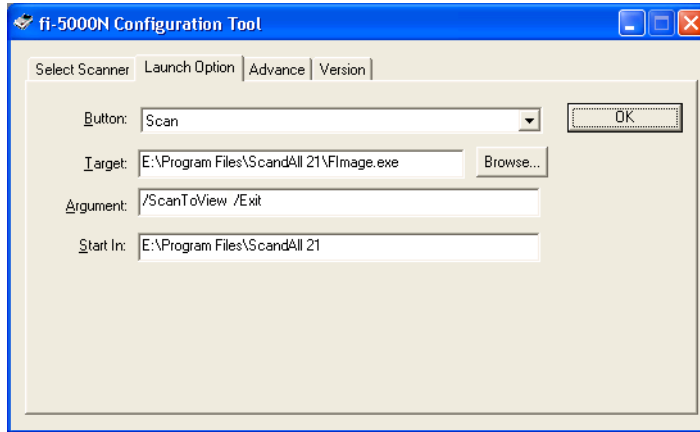 fi-5000N Configuration Tool
Select Scanner Launch Option Advance Version
Button: Scan OK
Target: E:\Program Files\ScandAll 21\FImage.exe Browse...
Argument: /ScanToView /Exit
Start In: E:\Program Files\ScandAll 21